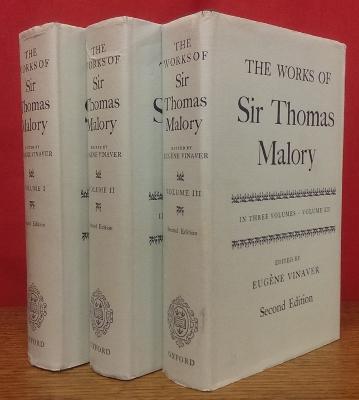 THE
WORKS OF
Sir
Thomas
Malory
EDITED BY
EUGÈNE VINAVER
VOLUME I
Second Edition
OXFORD
THE
WORKS OF
Sir
Thomas
Malory
EDITED BY
EUGÈNE VINAVER
VOLUME II
Second Edition
OXFORD
S
THE
WORKS OF
Sir
Thomas
Malory
EDITED BY
EUGÈNE VINAVER
VOLUME III
Second Edition
OXFORD
THE WORKS OF
Sir Thomas
Malory
IN THREE VOLUMES · VOLUME III
EDITED BY
EUGÈNE VINAVER
Second Edition